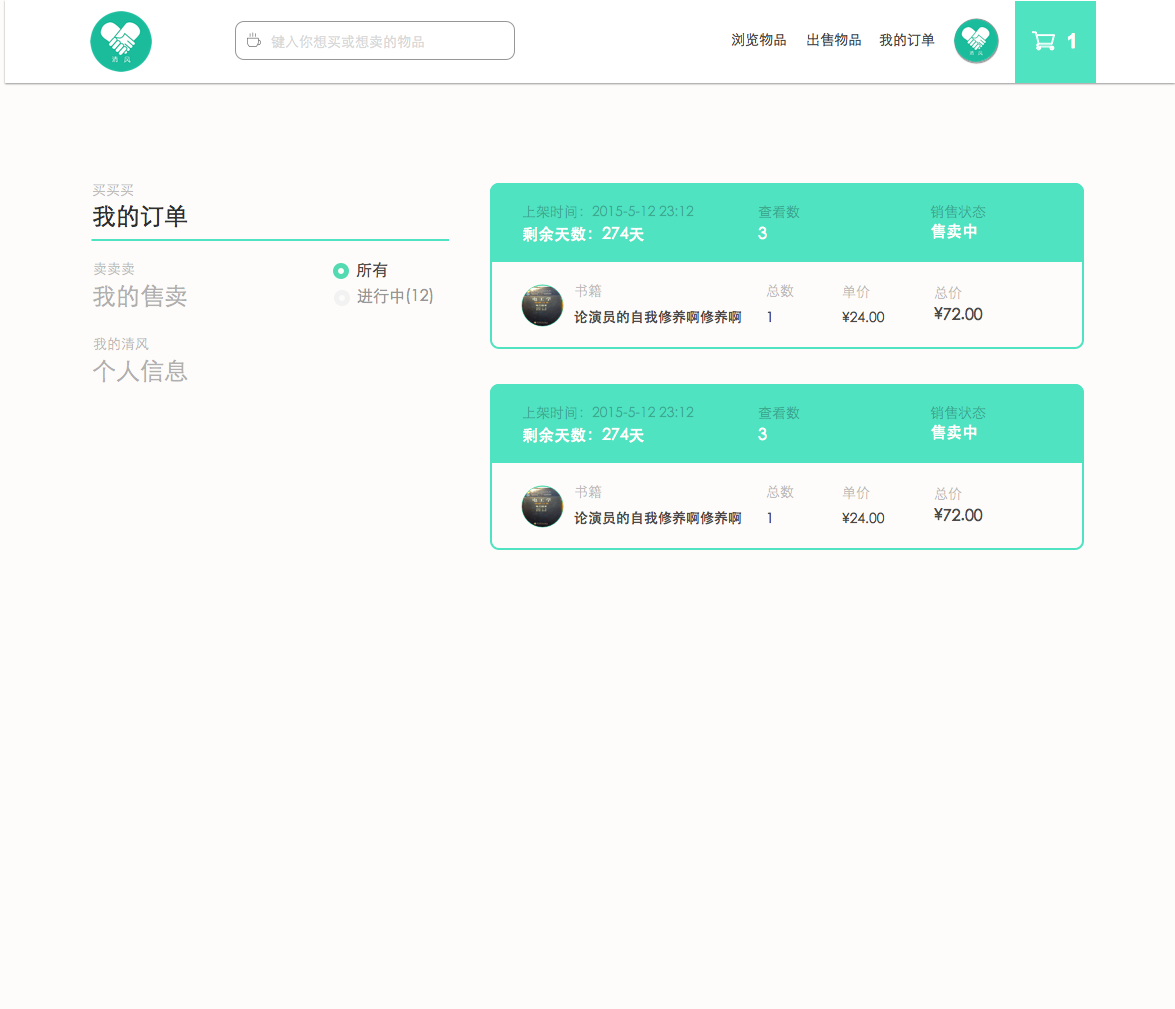 清 风
键入你想买或想卖的物品
浏览物品 出售物品 我的订单
清 风
1
买买买
我的订单
卖卖卖
我的售卖
所有
进行中(12)
我的清风
个人信息
上架时间：2015-5-12 23:12 查看数 销售状态
剩余天数：274天 3 售卖中
书籍 总数 单价 总价
论演员的自我修养啊修养啊 1 ¥24.00 ¥72.00
上架时间：2015-5-12 23:12 查看数 销售状态
剩余天数：274天 3 售卖中
书籍 总数 单价 总价
论演员的自我修养啊修养啊 1 ¥24.00 ¥72.00